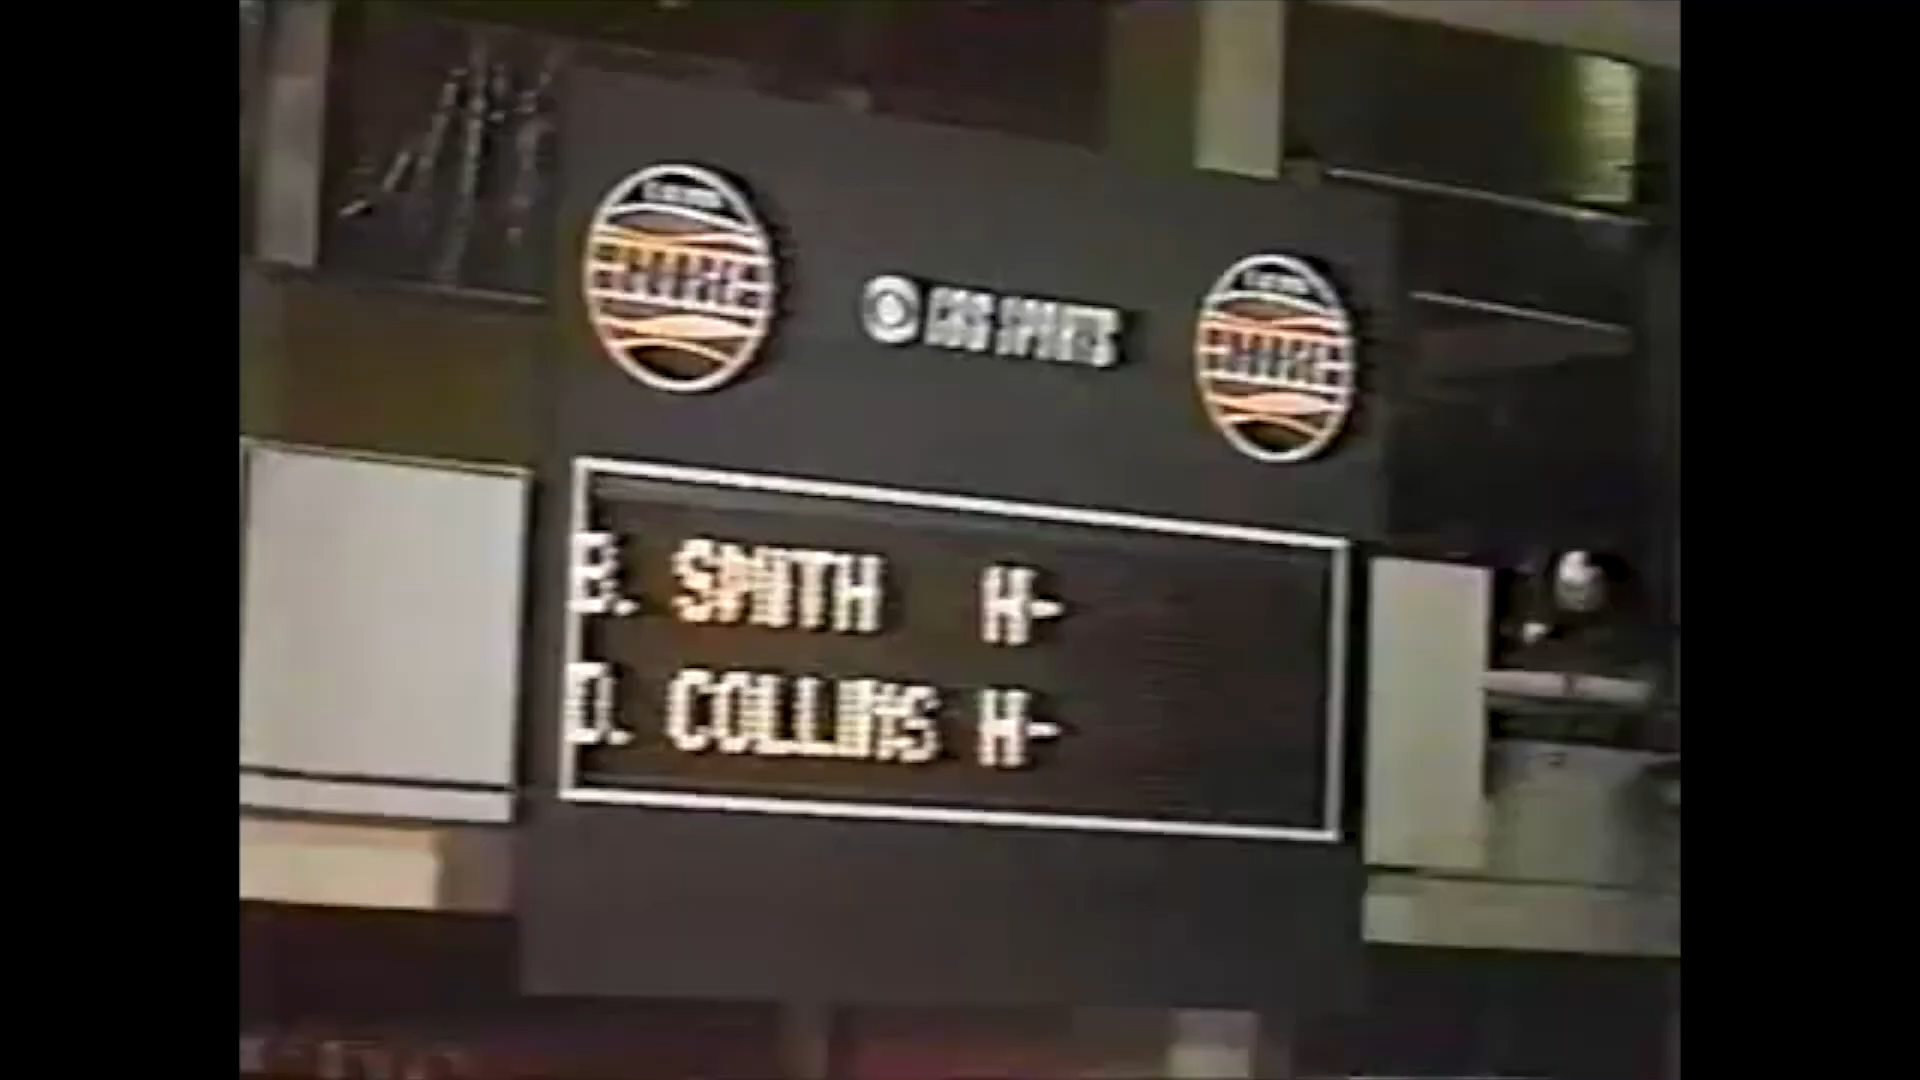 CBS SPORTS
B. SMITH H-
D. COLLINS H-